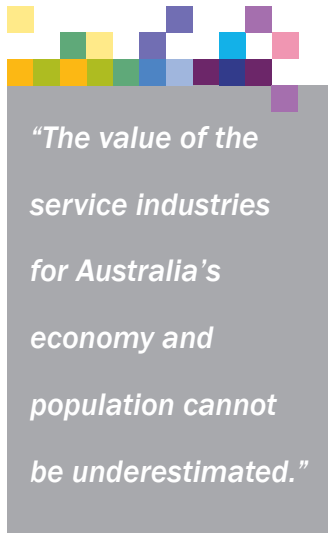 “The value of the
service industries
for Australia’s
economy and
population cannot
be underestimated.”